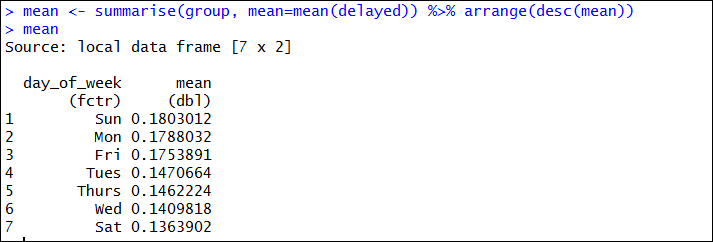 > mean <- summarise(group, mean=mean(delayed)) %>% arrange(desc(mean))
> mean
Source: local data frame [7 x 2]
day_of_week mean
(fctr) (dbl)
1 Sun 0.1803012
2 Mon 0.1788032
3 Fri 0.1753891
4 Tues 0.1470664
5 Thurs 0.1462224
6 Wed 0.1409818
7 Sat 0.1363902